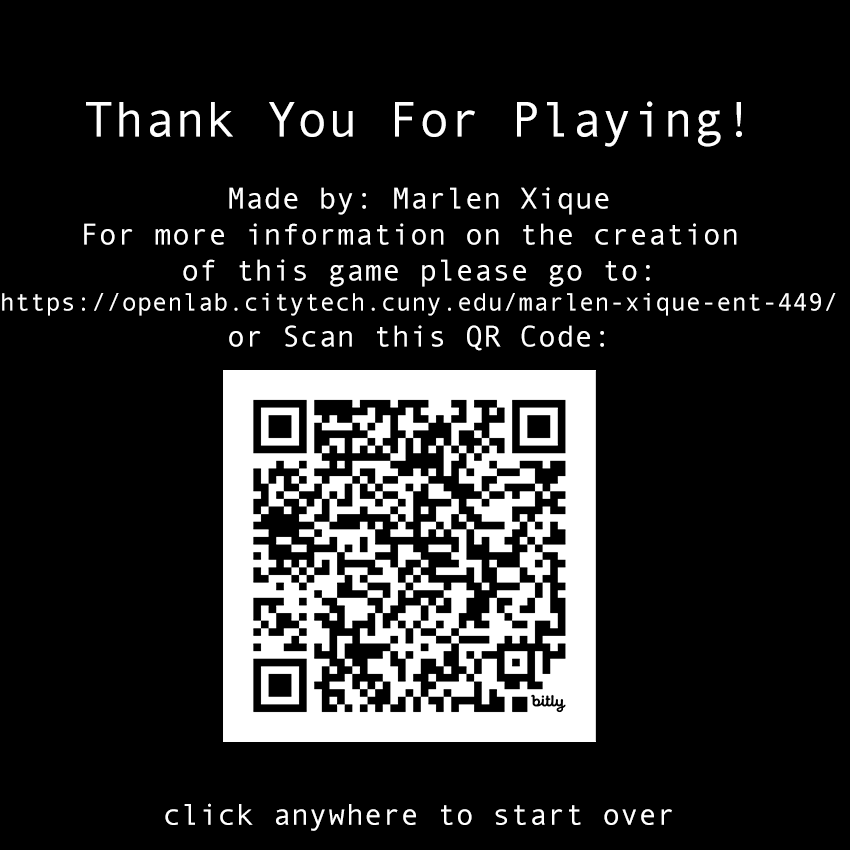 Thank You For Playing!
Made by: Marlen Xique
For more information on the creation
of this game please go to:
https://openlab.citytech.cuny.edu/marlen-xique-ent-449/
or Scan this QR Code:
bitly
click anywhere to start over